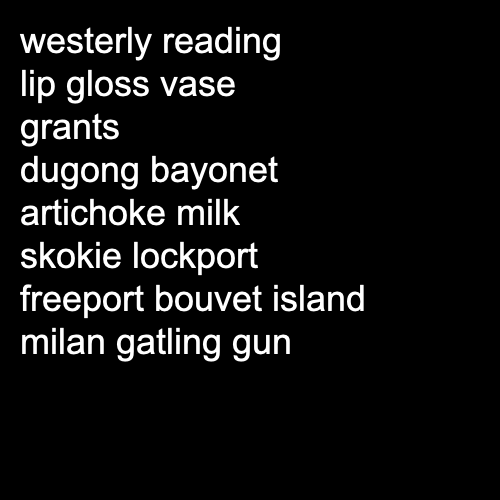 westerly reading
lip gloss vase
grants
dugong bayonet
artichoke milk
skokie lockport
freeport bouvet island
milan gatling gun